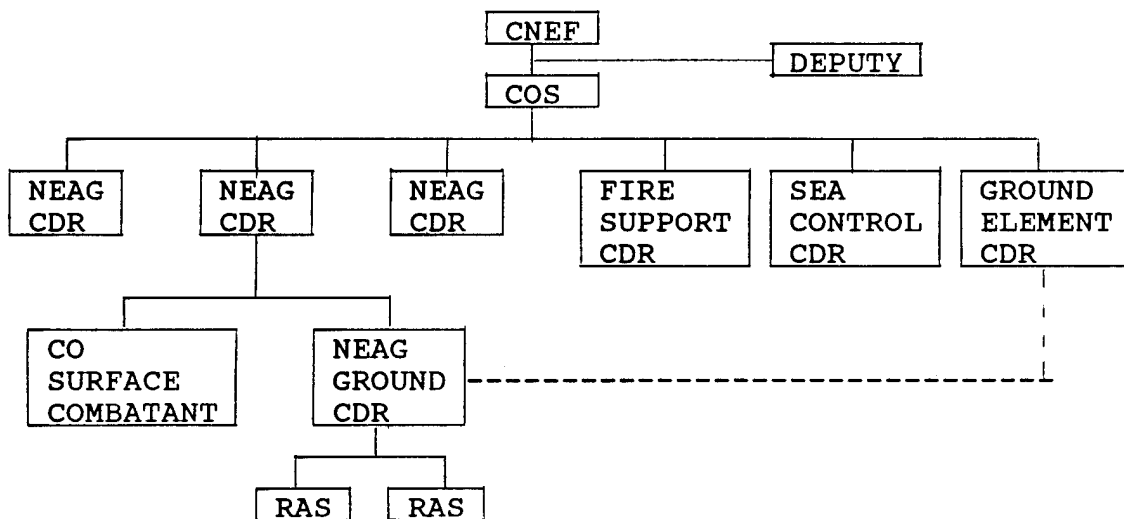 CNEF
DEPUTY
COS
NEAG
CDR
NEAG
CDR
NEAG
CDR
FIRE
SUPPORT
CDR
SEA
CONTROL
CDR
GROUND
ELEMENT
CDR
CO
SURFACE
COMBATANT
NEAG
GROUND
CDR
RAS
RAS